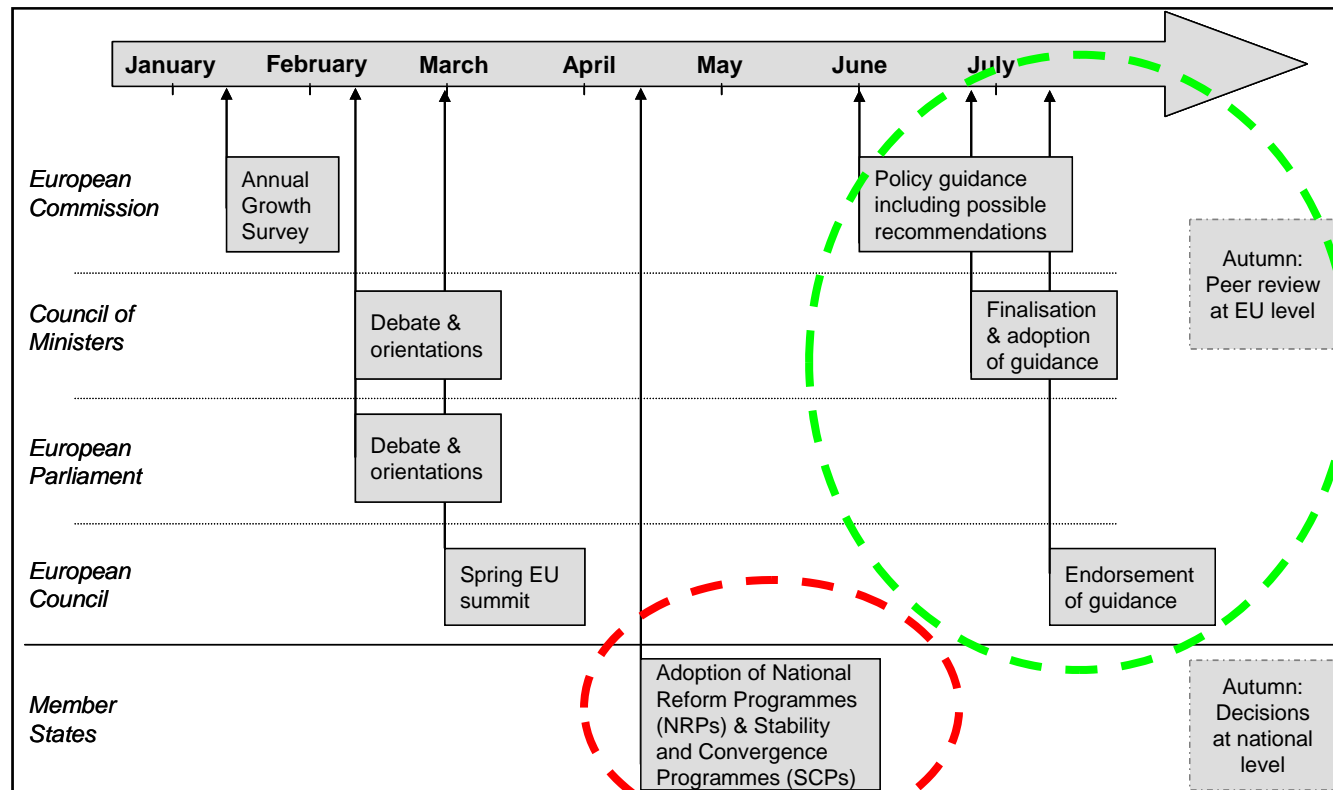 January February March April May June July
European
Commission
Annual
Growth
Survey
Policy guidance
including possible
recommendations
Autumn:
Peer review
at EU level
Council of
Ministers
Debate &
orientations
Finalisation
& adoption
of guidance
European
Parliament
Debate &
orientations
European
Council
Spring EU
summit
Endorsement
of guidance
Member
States
Adoption of National
Reform Programmes
(NRPs) & Stability
and Convergence
Programmes (SCPs)
Autumn:
Decisions
at national
level